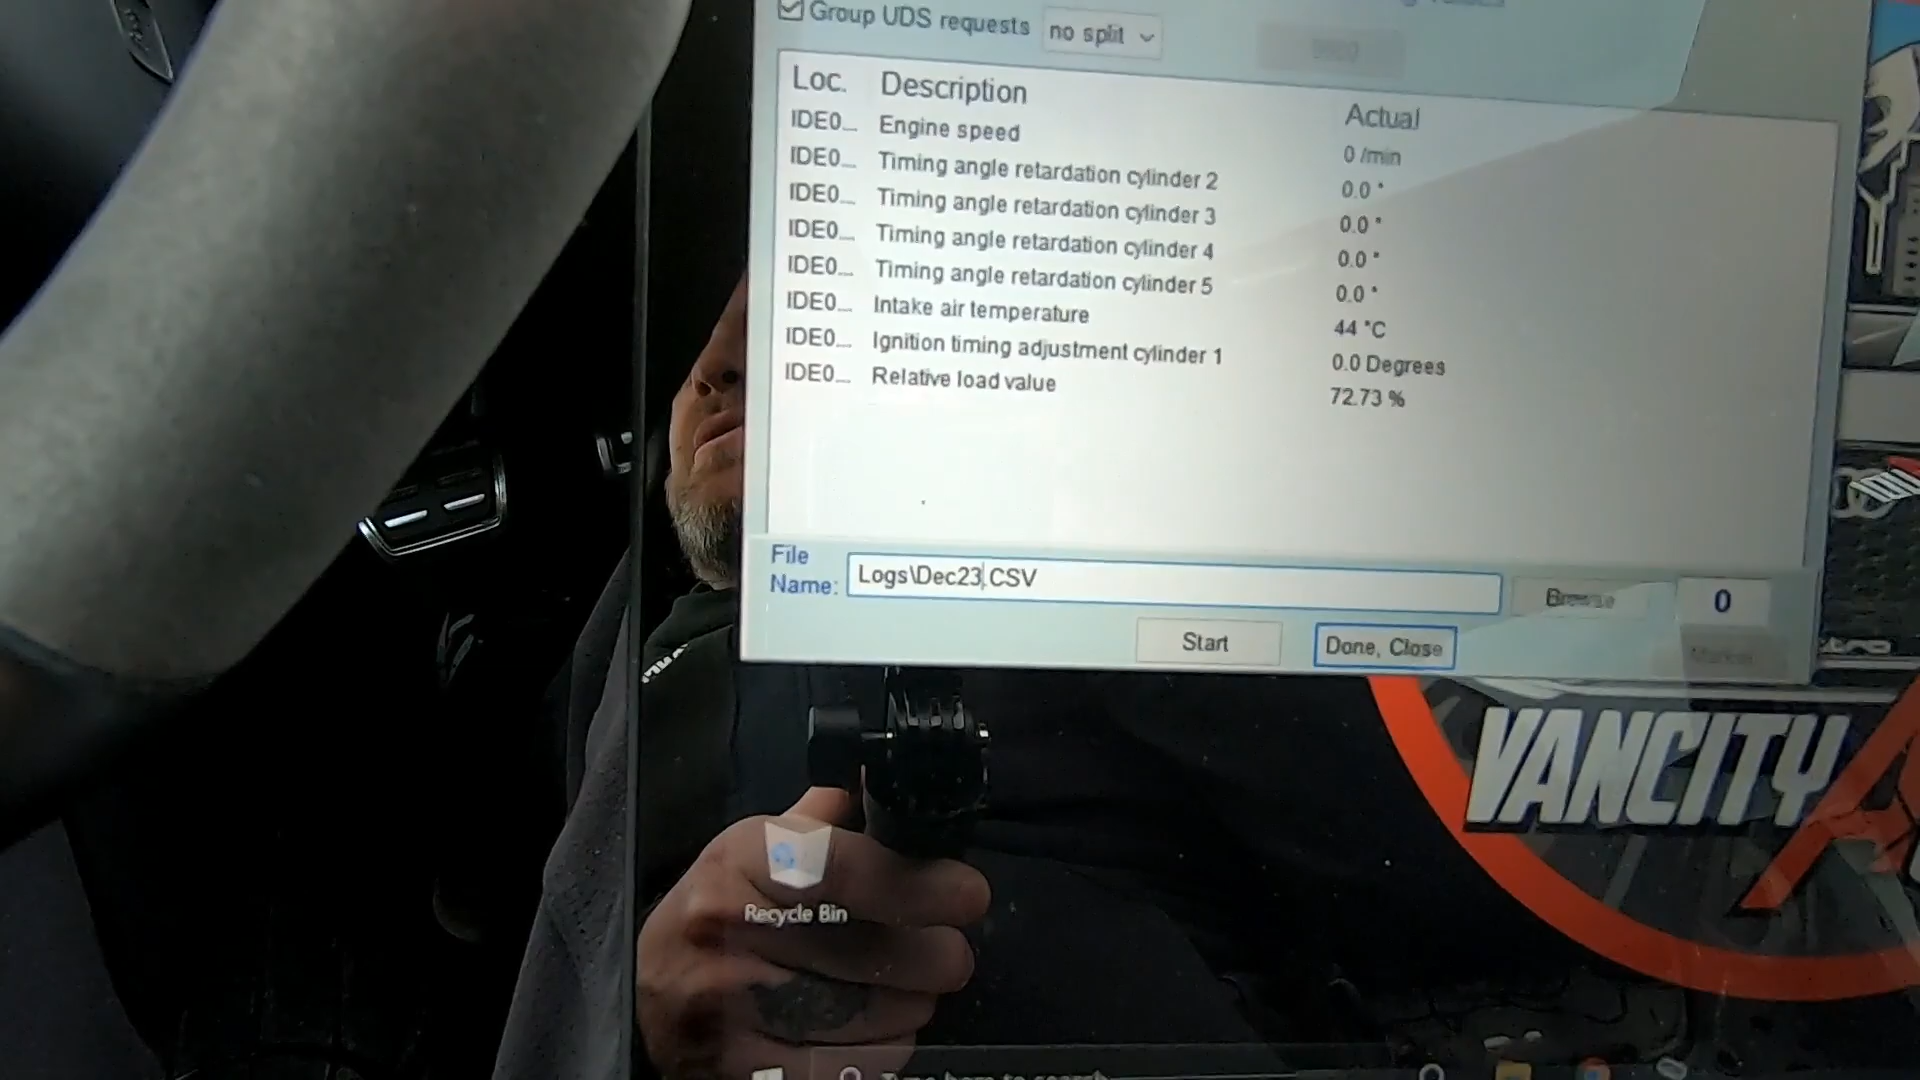 Group UDS requests no split
Loc. Description Actual
IDE0... Engine speed 0 /min
IDE0... Timing angle retardation cylinder 2 0.0 °
IDE0... Timing angle retardation cylinder 3 0.0 °
IDE0... Timing angle retardation cylinder 4 0.0 °
IDE0... Timing angle retardation cylinder 5 0.0 °
IDE0... Intake air temperature 44 °C
IDE0... Ignition timing adjustment cylinder 1 0.0 Degrees
IDE0... Relative load value 72.73 %
File
Name: Logs\Dec23.CSV Browse 0
Start Done, Close
VANCITY
Recycle Bin
Type here to search